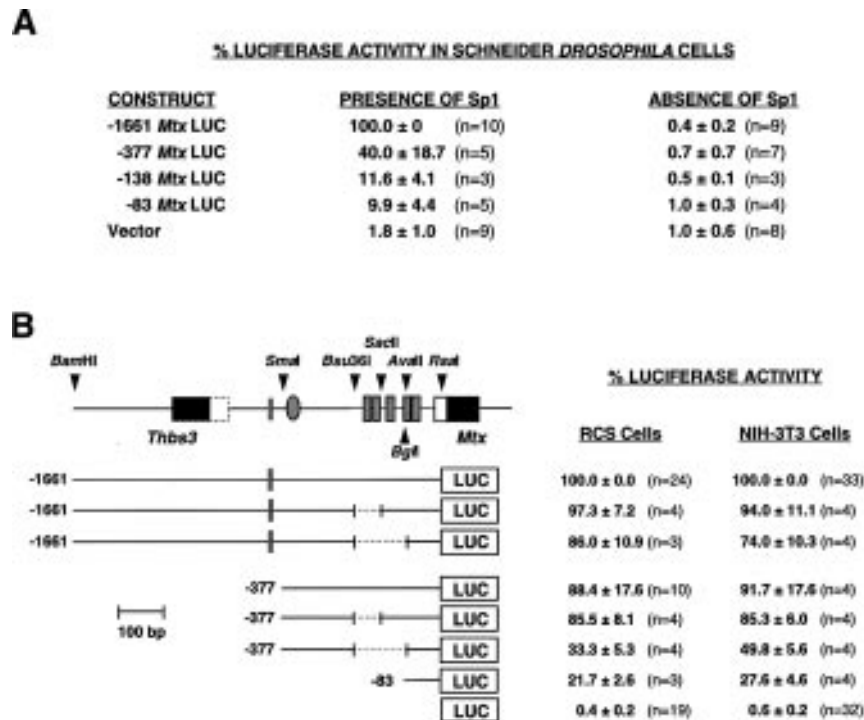 A
% LUCIFERASE ACTIVITY IN SCHNEIDER DROSOPHILA CELLS
CONSTRUCT PRESENCE OF Sp1 ABSENCE OF Sp1
-1661 Mtx LUC 100.0 ± 0 (n=10) 0.4 ± 0.2 (n=9)
-377 Mtx LUC 40.0 ± 18.7 (n=5) 0.7 ± 0.7 (n=7)
-138 Mtx LUC 11.6 ± 4.1 (n=3) 0.5 ± 0.1 (n=3)
-83 Mtx LUC 9.9 ± 4.4 (n=5) 1.0 ± 0.3 (n=4)
Vector 1.8 ± 1.0 (n=9) 1.0 ± 0.6 (n=8)
B
SacII
BamHI SmaI Bsu36I AvaII RsaI
% LUCIFERASE ACTIVITY
Thbs3 BglI Mtx
RCS Cells NIH-3T3 Cells
-1661 LUC 100.0 ± 0.0 (n=24) 100.0 ± 0.0 (n=33)
-1661 LUC 97.3 ± 7.2 (n=4) 94.0 ± 11.1 (n=4)
-1661 LUC 86.0 ± 10.9 (n=3) 74.0 ± 10.3 (n=4)
-377 LUC 88.4 ± 17.6 (n=10) 91.7 ± 17.6 (n=4)
-377 LUC 85.5 ± 8.1 (n=4) 85.3 ± 6.0 (n=4)
100 bp
-377 LUC 33.3 ± 5.3 (n=4) 49.8 ± 5.6 (n=4)
-83 LUC 21.7 ± 2.6 (n=3) 27.6 ± 4.6 (n=4)
LUC 0.4 ± 0.2 (n=19) 0.6 ± 0.2 (n=32)